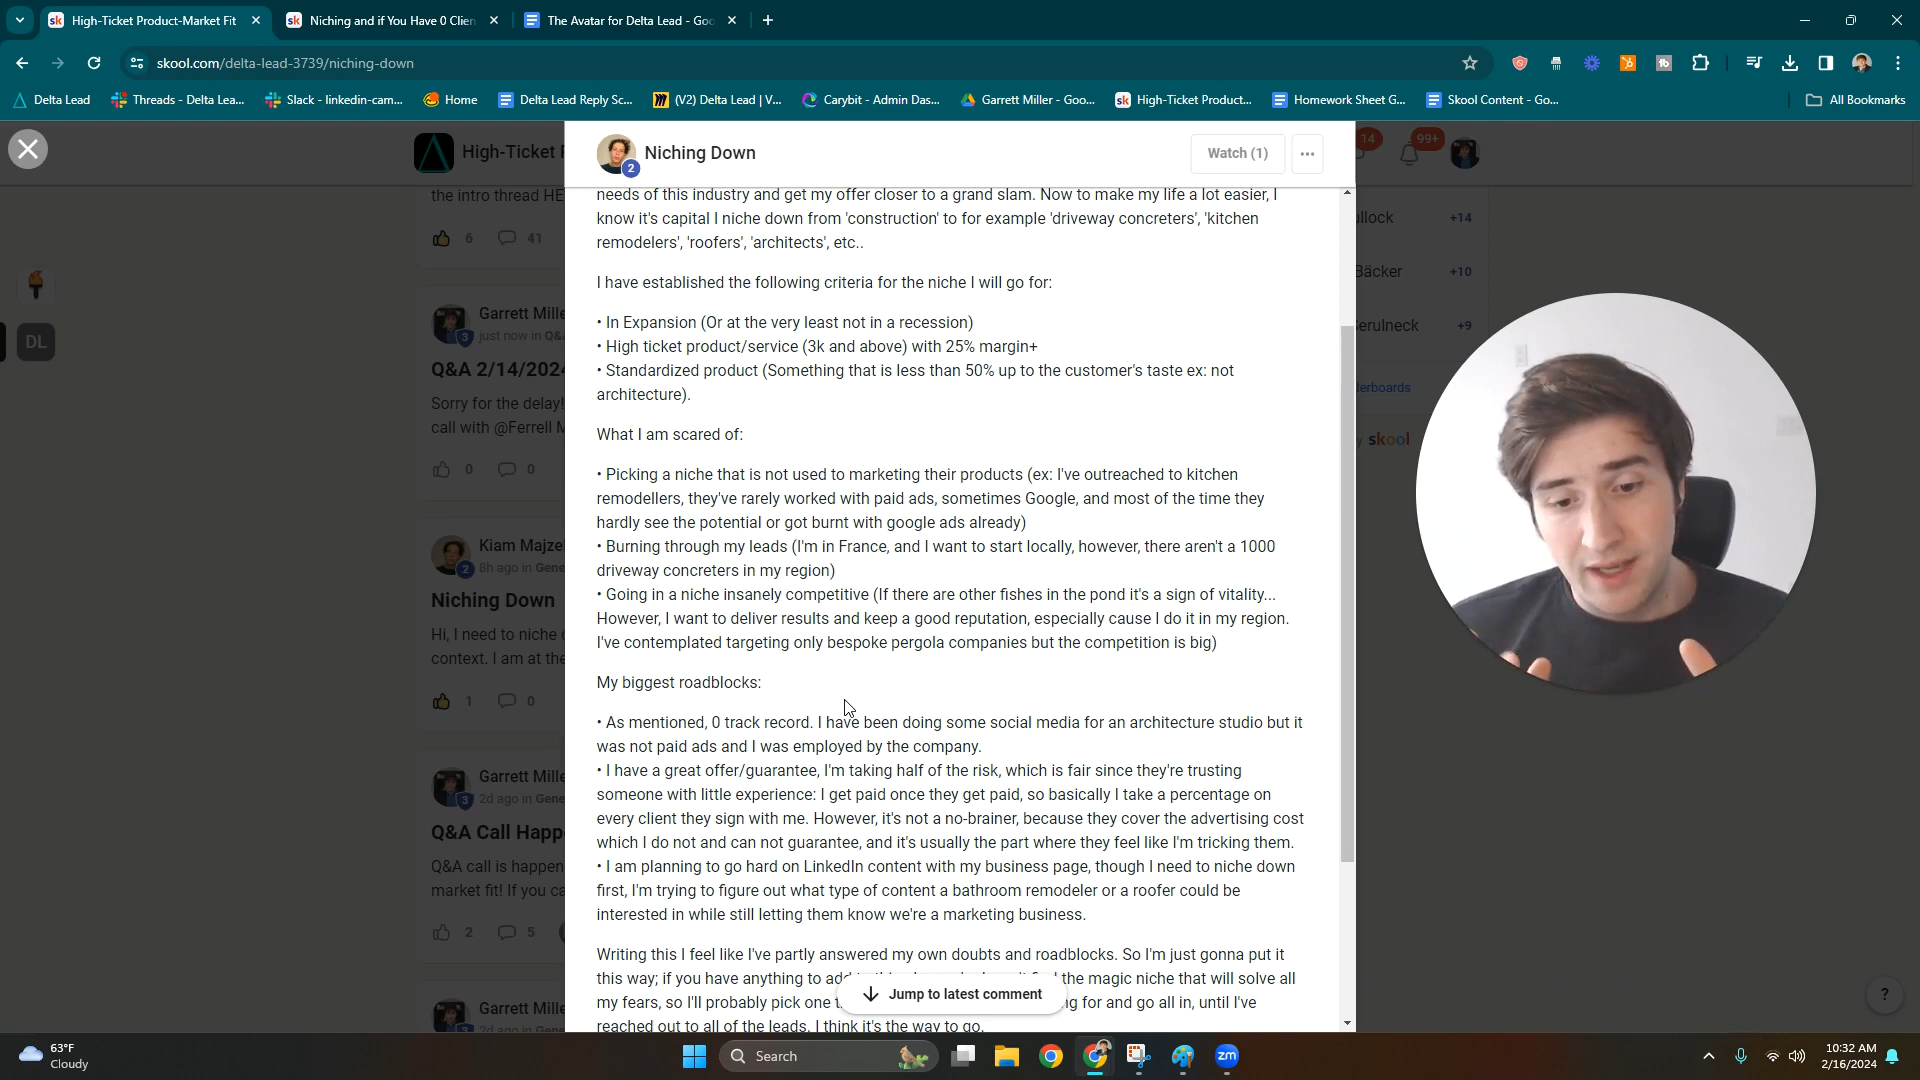 High-Ticket Product-Market Fit
Niching and if You Have 0 Clien
The Avatar for Delta Lead - Goo
skool.com/delta-lead-3739/niching-down
Delta Lead
Threads - Delta Lea...
Slack - linkedin-cam...
Home
Delta Lead Reply Sc...
(V2) Delta Lead | V...
Carybit - Admin Das...
Garrett Miller - Goo...
High-Ticket Product...
Homework Sheet G...
Skool Content - Go...
All Bookmarks
High-Ticket
Niching Down
2
Watch (1)
14
99+
the intro thread HE
6
41
DL
Garrett Mille
3
just now in Q&
Q&A 2/14/2024
Sorry for the delay!
call with @Ferrell M
0
0
Kiam Majze
2
8h ago in Gene
Niching Down
Hi, I need to niche
context. I am at the
1
0
Garrett Mille
3
2d ago in Gene
Q&A Call Happ
Q&A call is happen
market fit! If you ca
2
5
Garrett Mille
2d ago in Gene
needs of this industry and get my offer closer to a grand slam. Now to make my life a lot easier, I
know it's capital I niche down from 'construction' to for example 'driveway concreters', 'kitchen
remodelers', 'roofers', 'architects', etc..
I have established the following criteria for the niche I will go for:
• In Expansion (Or at the very least not in a recession)
• High ticket product/service (3k and above) with 25% margin+
• Standardized product (Something that is less than 50% up to the customer's taste ex: not
architecture).
What I am scared of:
• Picking a niche that is not used to marketing their products (ex: I've outreached to kitchen
remodellers, they've rarely worked with paid ads, sometimes Google, and most of the time they
hardly see the potential or got burnt with google ads already)
• Burning through my leads (I'm in France, and I want to start locally, however, there aren't a 1000
driveway concreters in my region)
• Going in a niche insanely competitive (If there are other fishes in the pond it's a sign of vitality...
However, I want to deliver results and keep a good reputation, especially cause I do it in my region.
I've contemplated targeting only bespoke pergola companies but the competition is big)
My biggest roadblocks:
• As mentioned, 0 track record. I have been doing some social media for an architecture studio but it
was not paid ads and I was employed by the company.
• I have a great offer/guarantee, I'm taking half of the risk, which is fair since they're trusting
someone with little experience: I get paid once they get paid, so basically I take a percentage on
every client they sign with me. However, it's not a no-brainer, because they cover the advertising cost
which I do not and can not guarantee, and it's usually the part where they feel like I'm tricking them.
• I am planning to go hard on LinkedIn content with my business page, though I need to niche down
first, I'm trying to figure out what type of content a bathroom remodeler or a roofer could be
interested in while still letting them know we're a marketing business.
Writing this I feel like I've partly answered my own doubts and roadblocks. So I'm just gonna put it
this way; if you have anything to add the magic niche that will solve all
my fears, so I'll probably pick one g for and go all in, until I've
reached out to all of the leads. I think it's the way to go.
Jump to latest comment
llock
+14
Bäcker
+10
Serulneck
+9
lerboards
y skool
?
63°F
Cloudy
Search
zm
10:32 AM
2/16/2024